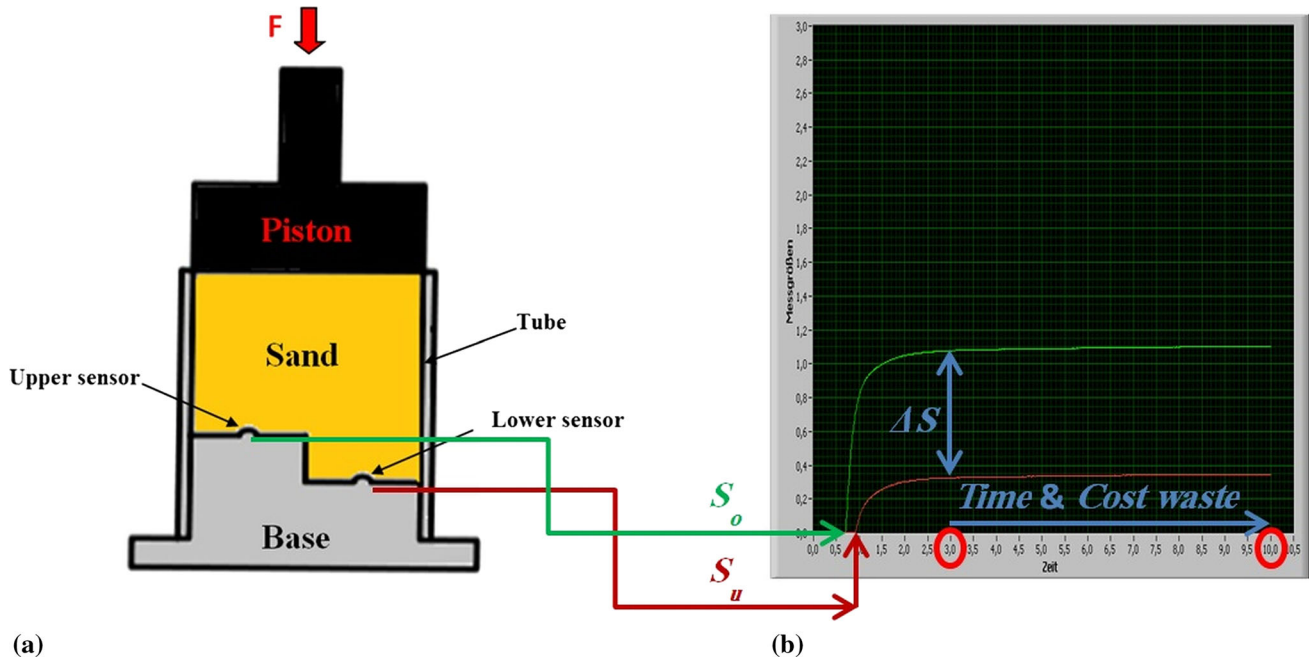 F
Piston
Sand
Tube
Upper sensor
Lower sensor
Base
S o
S u
(a)
Messgrößen
3,0
2,8
2,6
2,4
2,2
2,0
1,8
1,6
1,4
1,2
1,0
0,8
0,6
0,4
0,2
0,0
ΔS
Time & Cost waste
0,0 0,5 1,0 1,5 2,0 2,5 3,0 3,5 4,0 4,5 5,0 5,5 6,0 6,5 7,0 7,5 8,0 8,5 9,0 9,5 10,0 10,5
Zeit
(b)